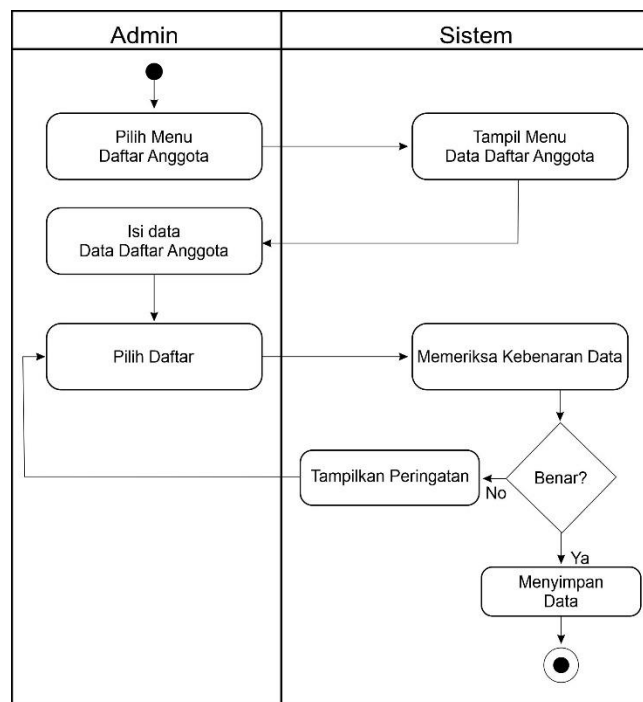 Admin
Sistem
Pilih Menu
Daftar Anggota
Tampil Menu
Data Daftar Anggota
Isi data
Data Daftar Anggota
Pilih Daftar
Memeriksa Kebenaran Data
Tampilkan Peringatan
No
Benar?
Ya
Menyimpan
Data